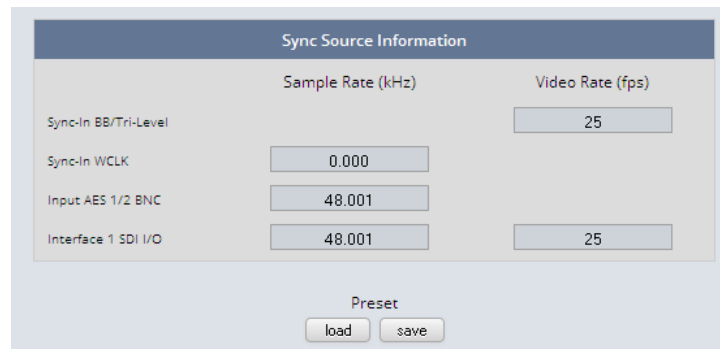 Sync Source Information
Sample Rate (kHz) Video Rate (fps)
Sync-In BB/Tri-Level 25
Sync-In WCLK 0.000
Input AES 1/2 BNC 48.001
Interface 1 SDI I/O 48.001 25
Preset
load save